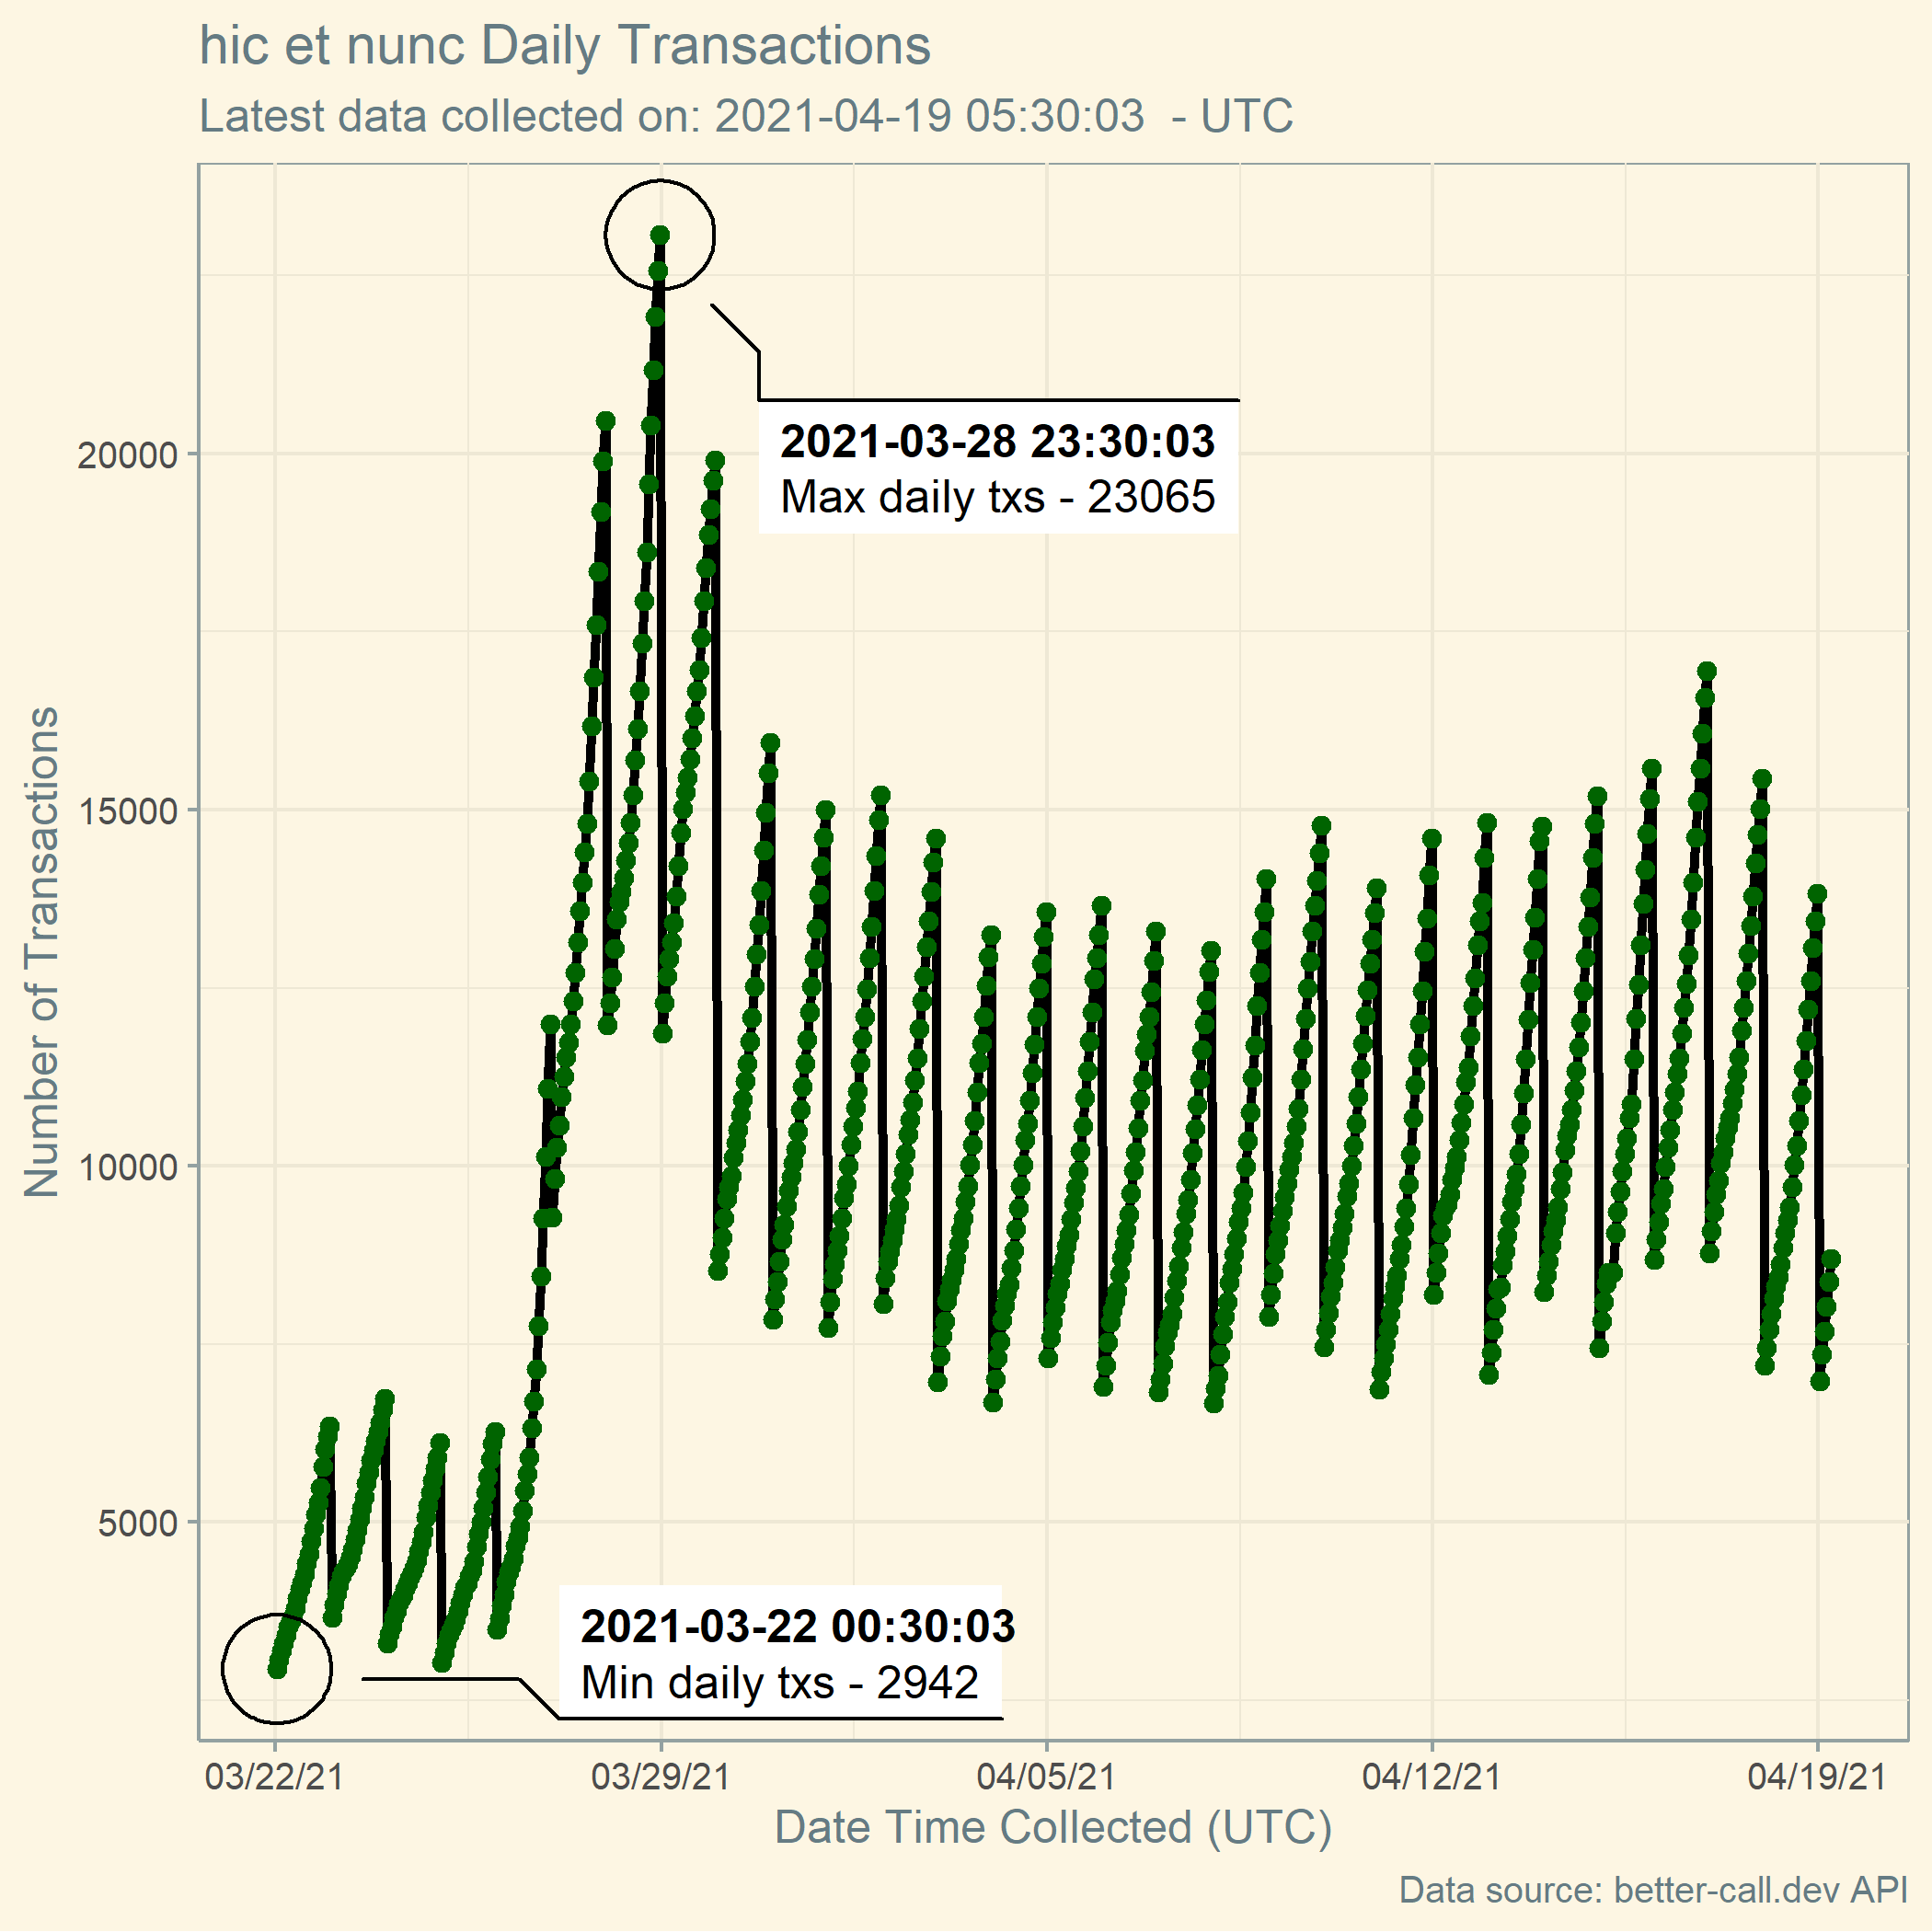 hic et nunc Daily Transactions
Latest data collected on: 2021-04-19 05:30:03  - UTC
Number of Transactions
20000
15000
10000
5000
2021-03-28 23:30:03
Max daily txs - 23065
2021-03-22 00:30:03
Min daily txs - 2942
03/22/21
03/29/21
04/05/21
04/12/21
04/19/21
Date Time Collected (UTC)
Data source: better-call.dev API